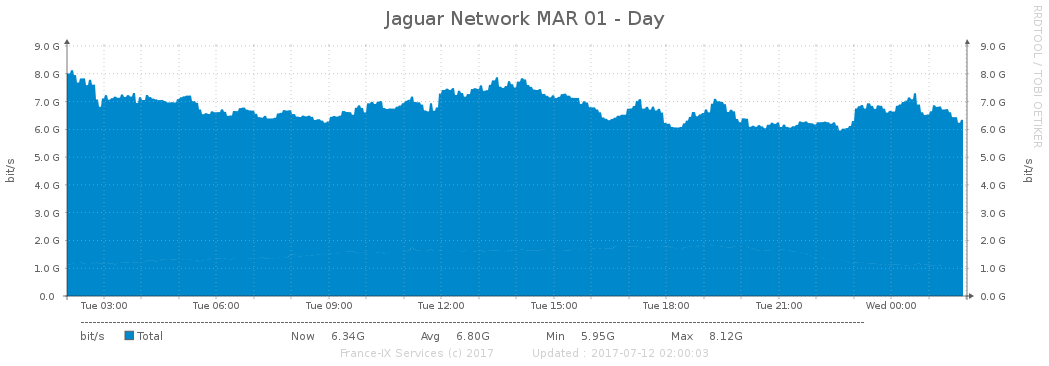 Jaguar Network MAR 01 - Day
RRDTOOL / TOBI OETIKER
9.0 G 9.0 G
8.0 G 8.0 G
7.0 G 7.0 G
6.0 G 6.0 G
5.0 G 5.0 G
4.0 G 4.0 G
3.0 G 3.0 G
2.0 G 2.0 G
1.0 G 1.0 G
0.0 0.0 G
bit/s bit/s
Tue 03:00 Tue 06:00 Tue 09:00 Tue 12:00 Tue 15:00 Tue 18:00 Tue 21:00 Wed 00:00
bit/s Total Now 6.34G Avg 6.80G Min 5.95G Max 8.12G
France-IX Services (c) 2017 Updated : 2017-07-12 02:00:03